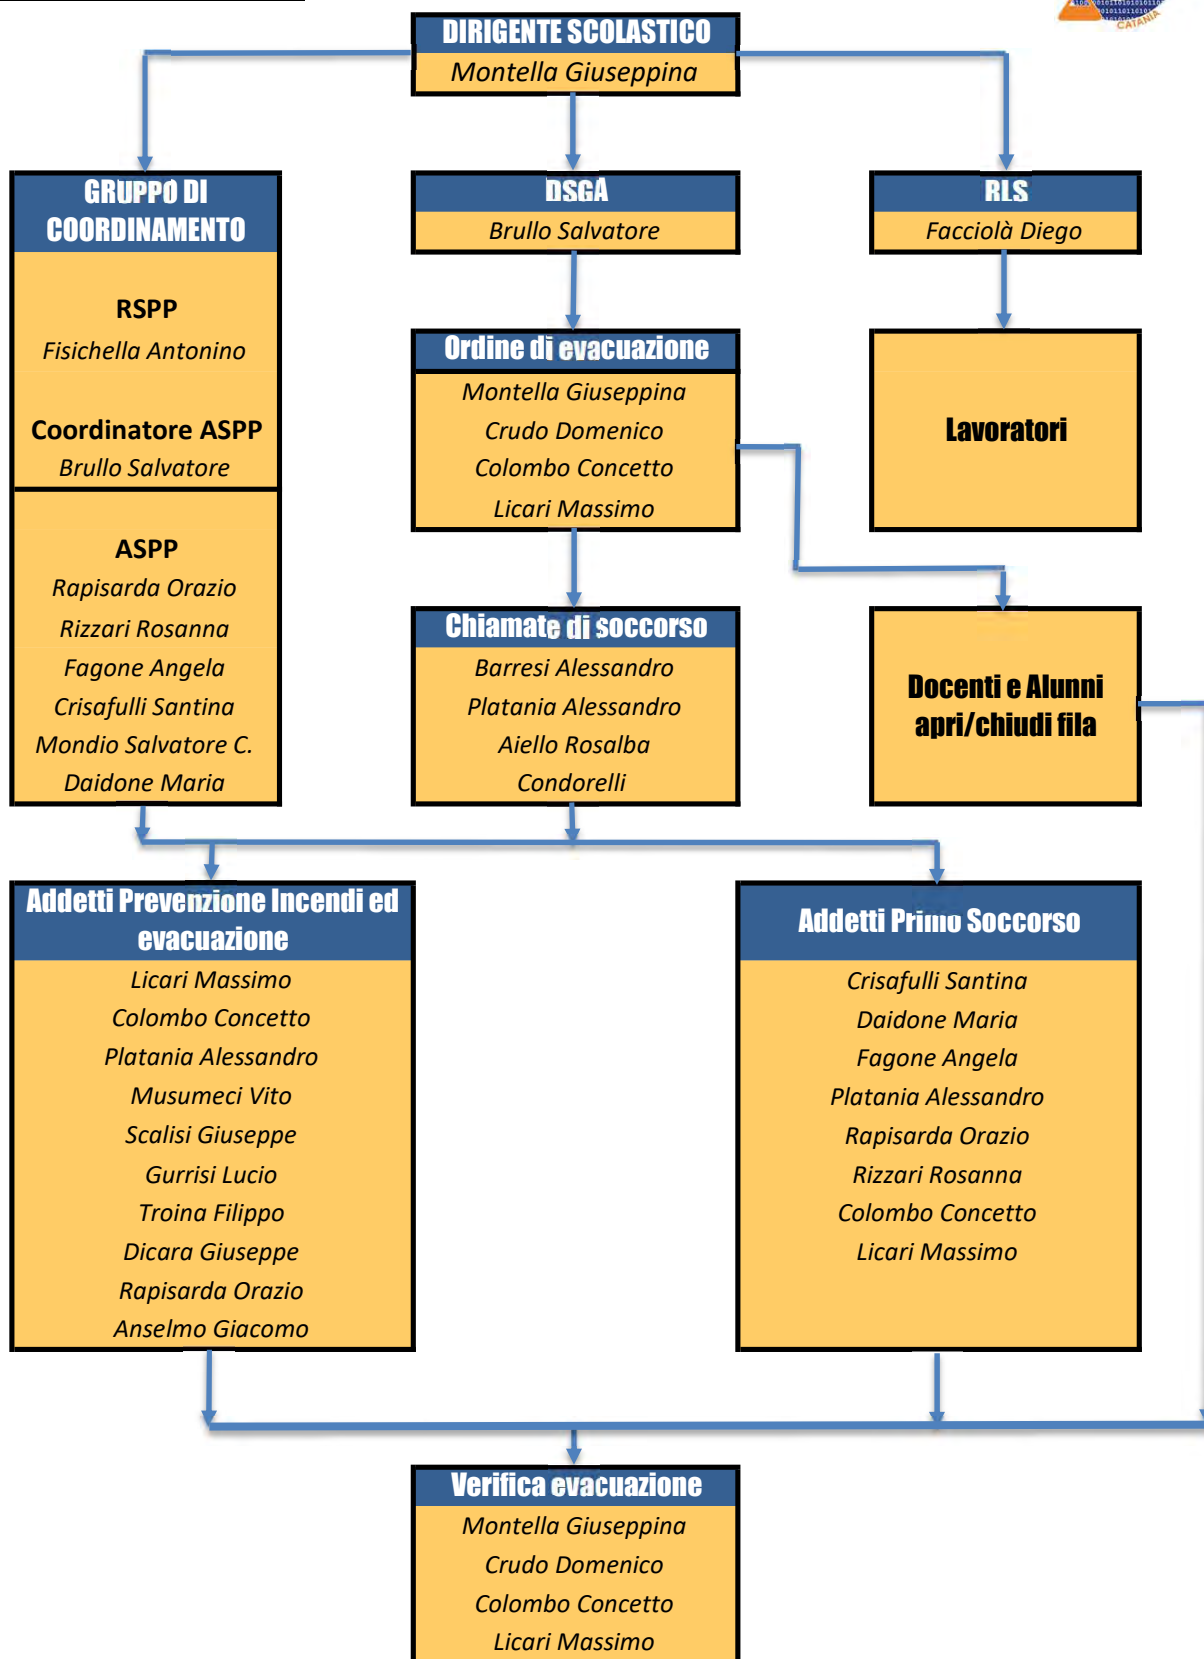 CATANIA
DIRIGENTE SCOLASTICO
Montella Giuseppina
GRUPPO DI
COORDINAMENTO
RSPP
Fisichella Antonino
Coordinatore ASPP
Brullo Salvatore
ASPP
Rapisarda Orazio
Rizzari Rosanna
Fagone Angela
Crisafulli Santina
Mondio Salvatore C.
Daidone Maria
DSGA
Brullo Salvatore
RLS
Facciolà Diego
Ordine di evacuazione
Montella Giuseppina
Crudo Domenico
Colombo Concetto
Licari Massimo
Lavoratori
Chiamate di soccorso
Barresi Alessandro
Platania Alessandro
Aiello Rosalba
Condorelli
Docenti e Alunni
apri/chiudi fila
Addetti Prevenzione Incendi ed
evacuazione
Licari Massimo
Colombo Concetto
Platania Alessandro
Musumeci Vito
Scalisi Giuseppe
Gurrisi Lucio
Troina Filippo
Dicara Giuseppe
Rapisarda Orazio
Anselmo Giacomo
Addetti Primo Soccorso
Crisafulli Santina
Daidone Maria
Fagone Angela
Platania Alessandro
Rapisarda Orazio
Rizzari Rosanna
Colombo Concetto
Licari Massimo
Verifica evacuazione
Montella Giuseppina
Crudo Domenico
Colombo Concetto
Licari Massimo